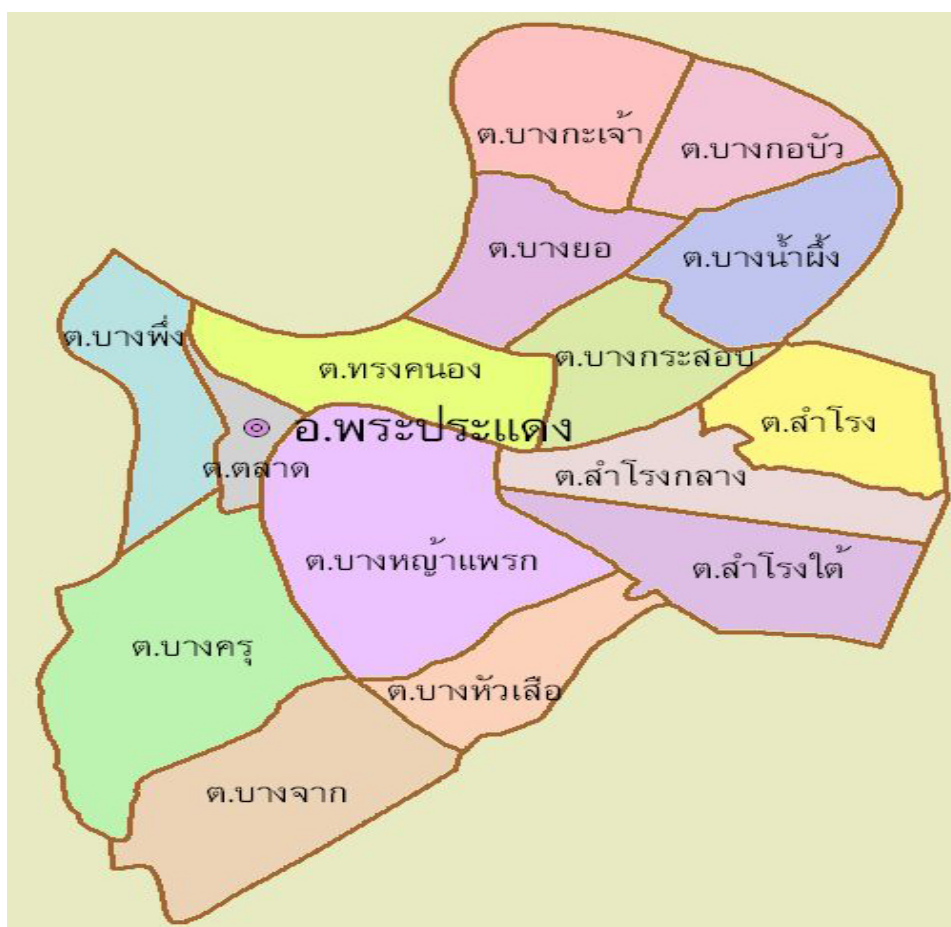 ต.บางกะเจ้า
ต.บางกอบัว
ต.บางยอ
ต.บางน้ำผึ้ง
ต.บางพึ่ง
ต.ทรงคนอง
ต.บางกระสอบ
ต.สำโรง
อ.พระประแดง
ต.ตลาด
ต.สำโรงกลาง
ต.บางหญ้าแพรก
ต.สำโรงใต้
ต.บางครุ
ต.บางหัวเสือ
ต.บางจาก